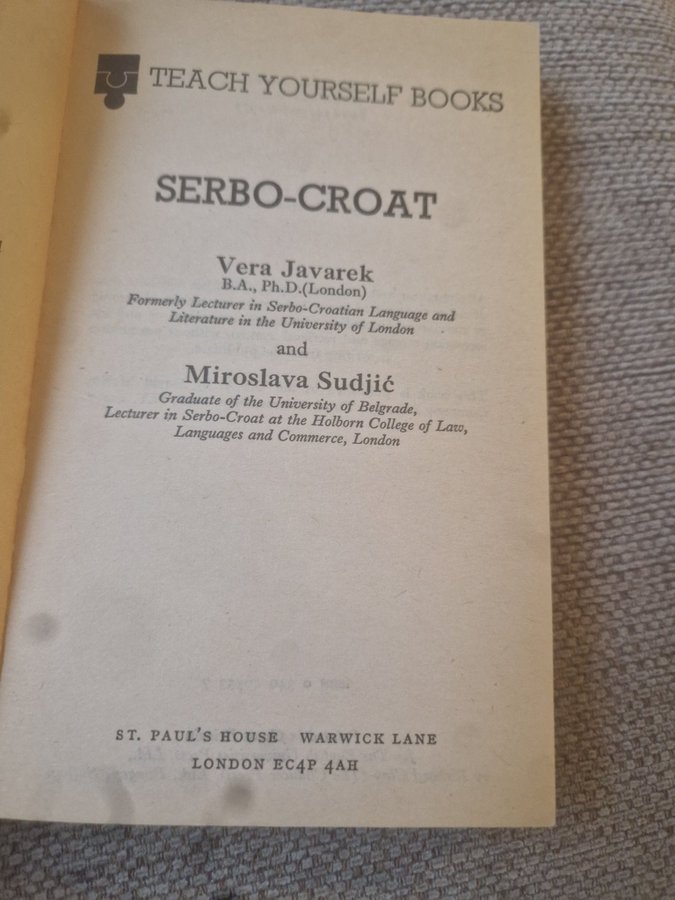 TEACH YOURSELF BOOKS
SERBO-CROAT
Vera Javarek
B.A., Ph.D.(London)
Formerly Lecturer in Serbo-Croatian Language and
Literature in the University of London
and
Miroslava Sudjić
Graduate of the University of Belgrade,
Lecturer in Serbo-Croat at the Holborn College of Law,
Languages and Commerce, London
ST. PAUL'S HOUSE WARWICK LANE
LONDON EC4P 4AH